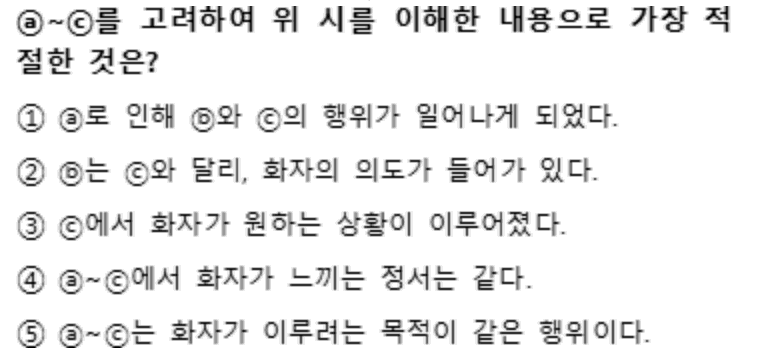 ⓐ~ⓒ를 고려하여 위 시를 이해한 내용으로 가장 적
절한 것은?
① ⓐ로 인해 ⓑ와 ⓒ의 행위가 일어나게 되었다.
② ⓑ는 ⓒ와 달리, 화자의 의도가 들어가 있다.
③ ⓒ에서 화자가 원하는 상황이 이루어졌다.
④ ⓐ~ⓒ에서 화자가 느끼는 정서는 같다.
⑤ ⓐ~ⓒ는 화자가 이루려는 목적이 같은 행위이다.